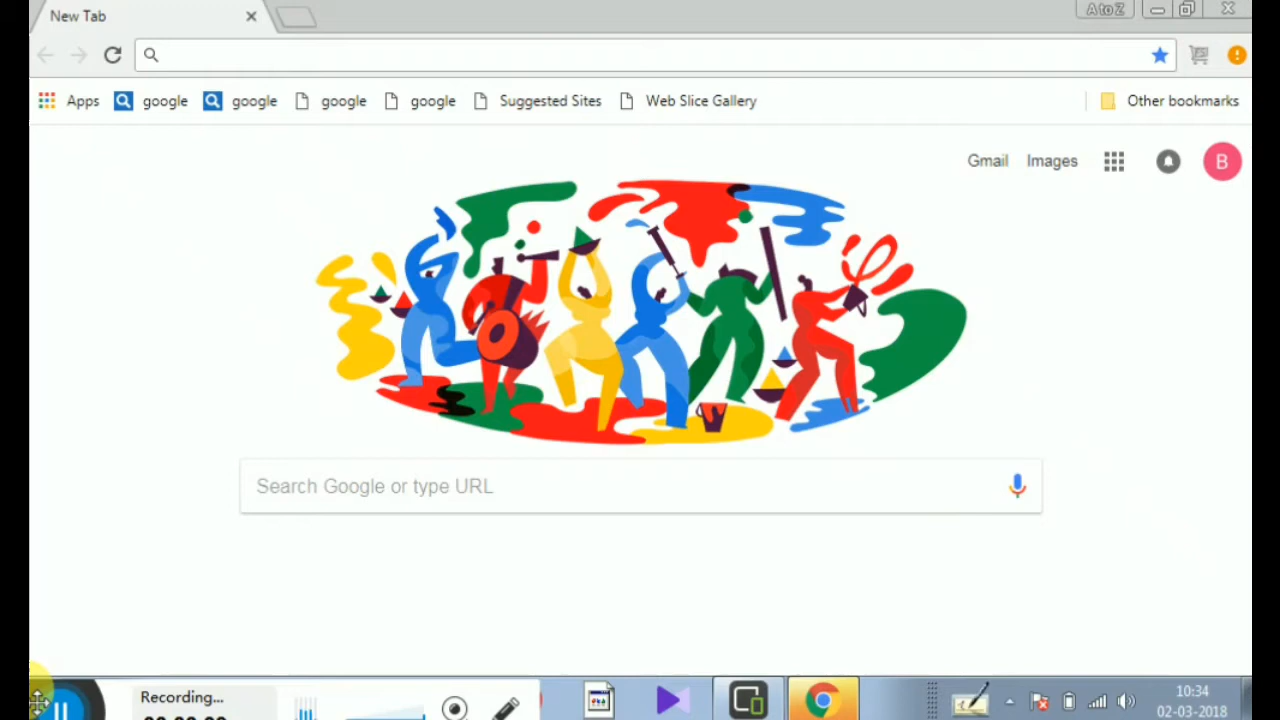 New Tab
A to Z
Apps google google google google Suggested Sites Web Slice Gallery Other bookmarks
Gmail Images B
Search Google or type URL
Recording...
10:34
02-03-2018